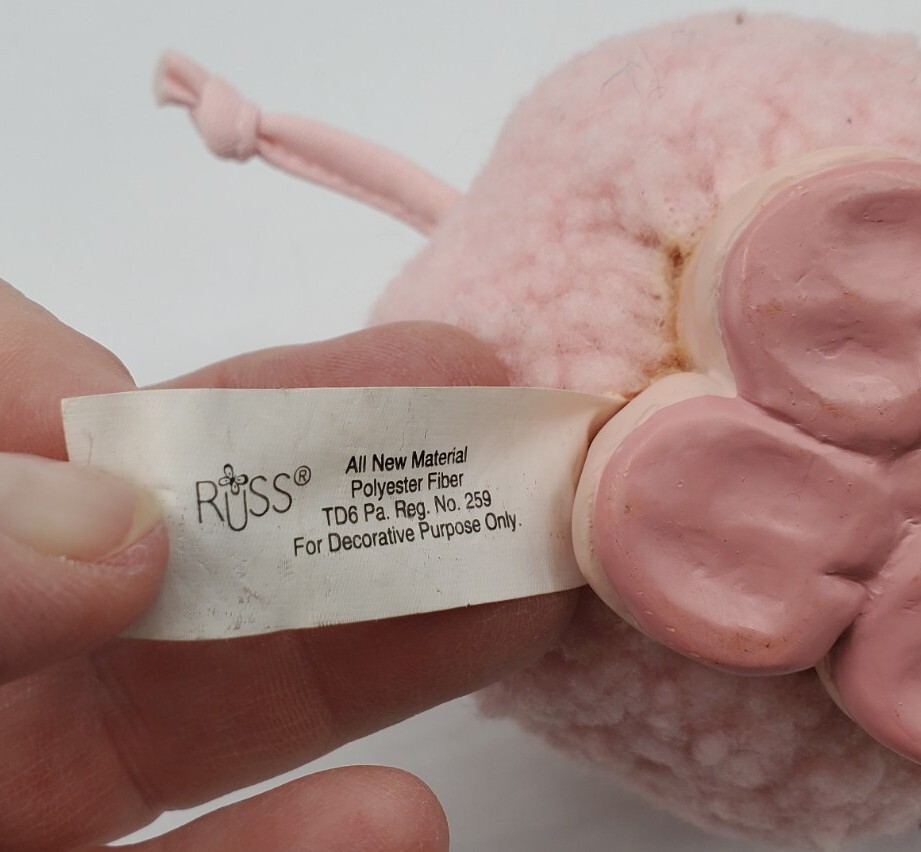 RUSS®
All New Material
Polyester Fiber
TD6 Pa. Reg. No. 259
For Decorative Purpose Only.